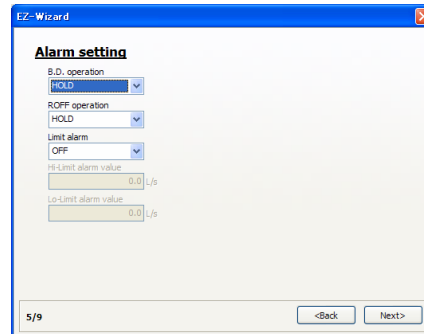 EZ-Wizard
Alarm setting
B.D. operation
HOLD
ROFF operation
HOLD
Limit alarm
OFF
Hi-Limit alarm value
0.0 L/s
Lo-Limit alarm value
0.0 L/s
5/9 <Back Next>